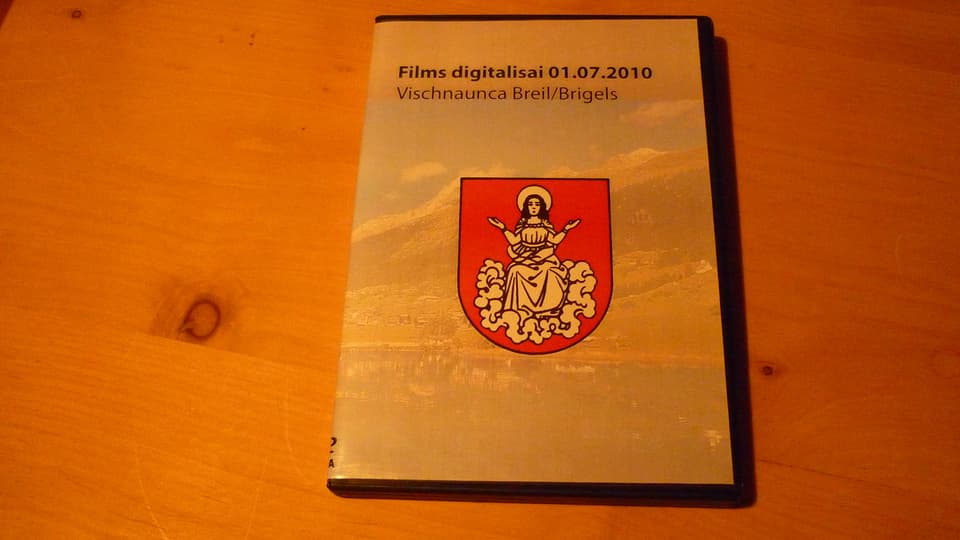 Films digitalisai 01.07.2010
Vischnaunca Breil/Brigels
A